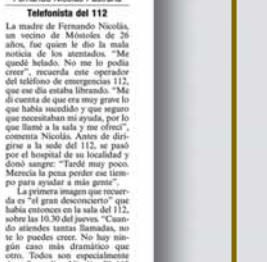 Telefonista del 112
La madre de Fernando Nicolás,
un vecino de Móstoles de 26
años, fue quien le dio la mala
noticia de los atentados. "Me
quedé helado. No me lo podía
creer", recuerda este operador
del teléfono de emergencias 112,
que ese día estaba librando. "Me
di cuenta de que era muy grave lo
que había sucedido y que seguro
que necesitaban mi ayuda, por lo
que llamé a la sala y me ofrecí",
comenta Nicolás. Antes de diri-
girse a la sede del 112, se pasó
por el hospital de su localidad y
donó sangre: "Tardé muy poco.
Merecía la pena perder ese tiem-
po para ayudar a más gente".
La primera imagen que recuer-
da es "el gran desconcierto" que
había entonces en la sala del 112,
sobre las 10.30 del jueves. "Cuan-
do atiendes tantas llamadas, no
te lo puedes creer. No hay nin-
gún caso más dramático que
otro. Todos son especialmente